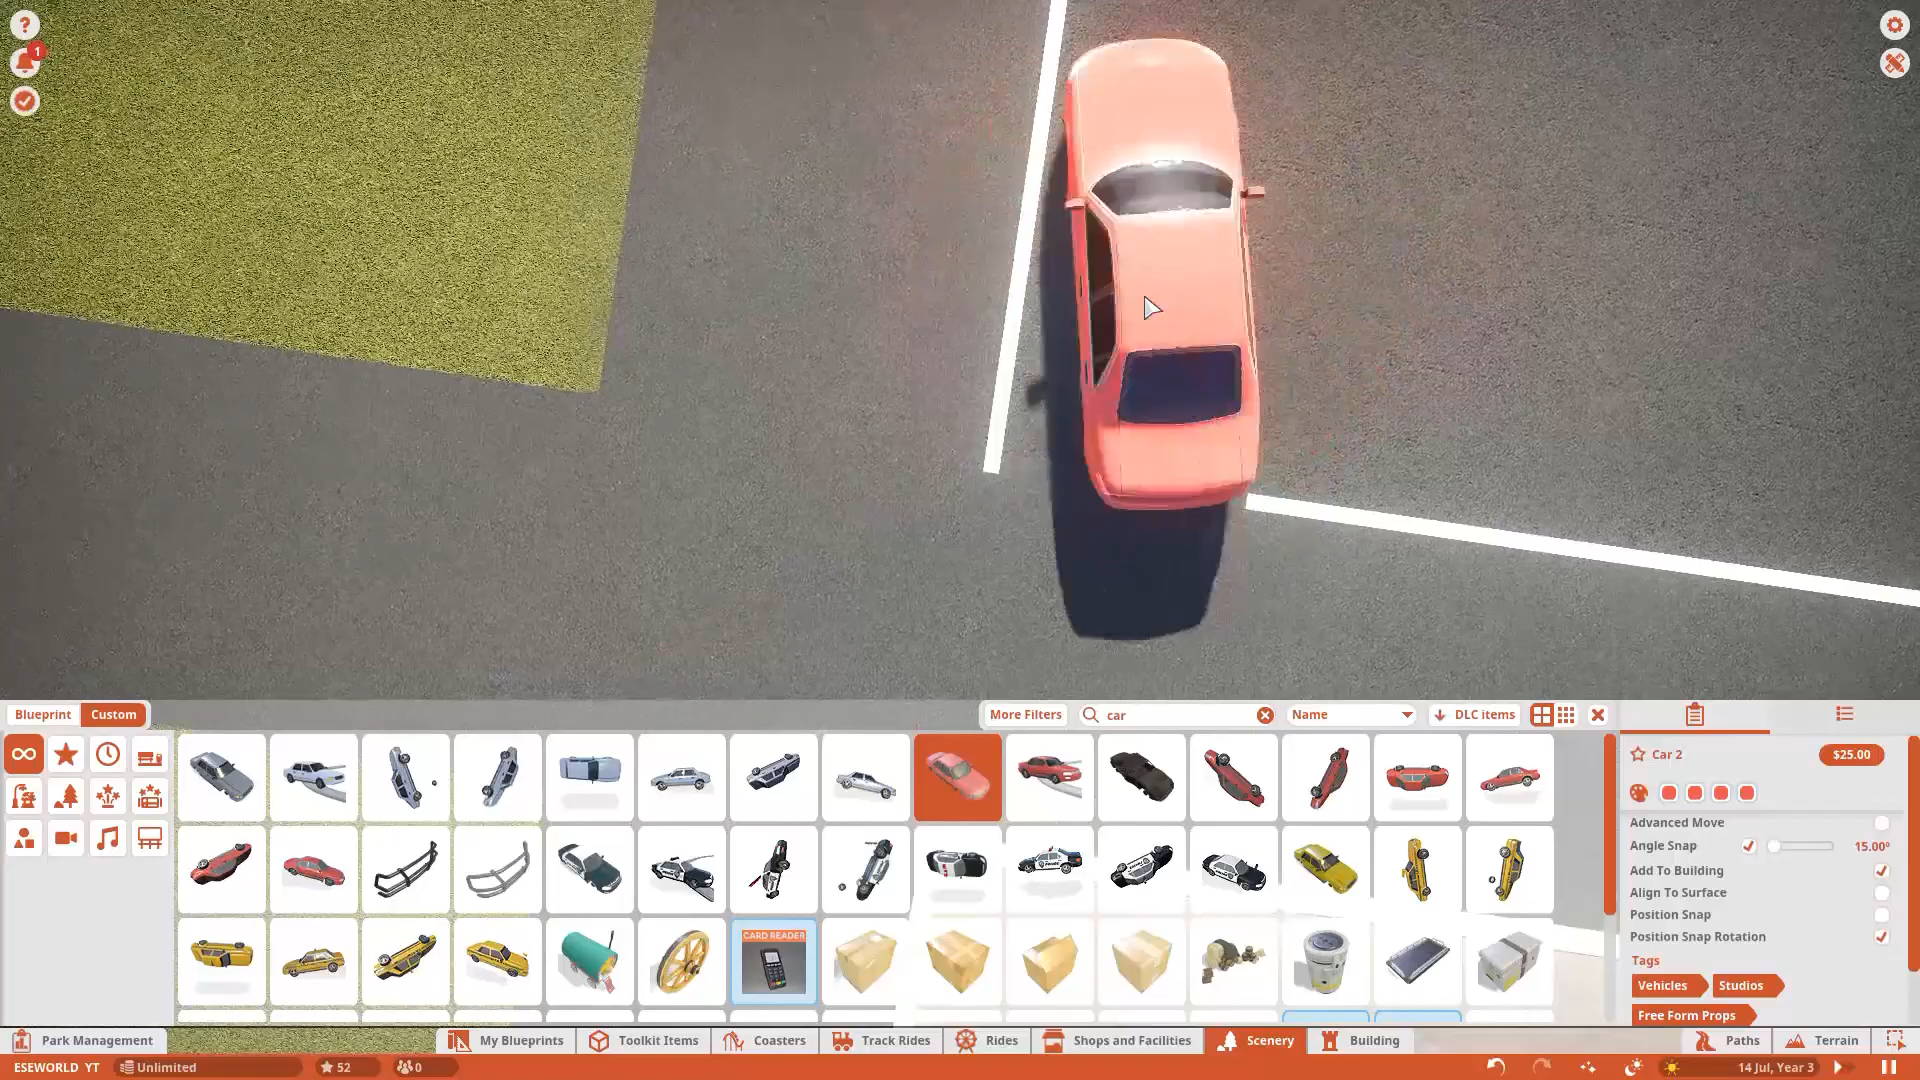 ?
1
Blueprint
Custom
More Filters
car
Name
DLC items
CARD READER
Car 2
$25.00
Advanced Move
Angle Snap
15.00º
Add To Building
Align To Surface
Position Snap
Position Snap Rotation
Tags
Vehicles
Studios
Free Form Props
Park Management
My Blueprints
Toolkit Items
Coasters
Track Rides
Rides
Shops and Facilities
Scenery
Building
Paths
Terrain
ESEWORLD YT
Unlimited
52
0
14 Jul, Year 3